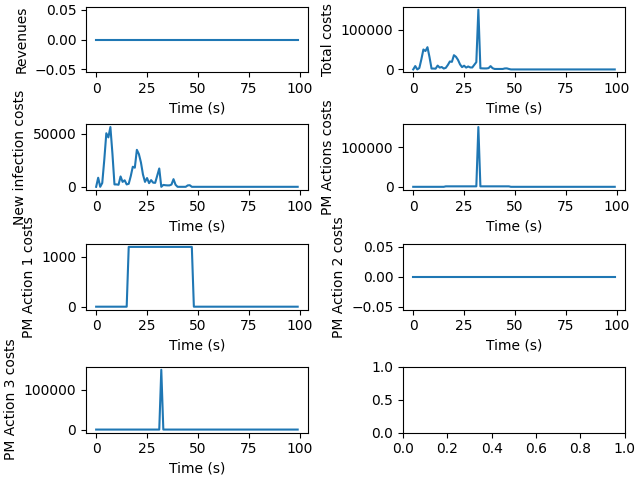 Revenues
0.05
0.00
−0.05
0 25 50 75 100
Time (s)
Total costs
100000
0
0 25 50 75 100
Time (s)
New infection costs
50000
0
0 25 50 75 100
Time (s)
PM Actions costs
100000
0
0 25 50 75 100
Time (s)
PM Action 1 costs
1000
0
0 25 50 75 100
Time (s)
PM Action 2 costs
0.05
0.00
−0.05
0 25 50 75 100
Time (s)
PM Action 3 costs
100000
0
0 25 50 75 100
Time (s)
1.0
0.5
0.0
0.0 0.2 0.4 0.6 0.8 1.0